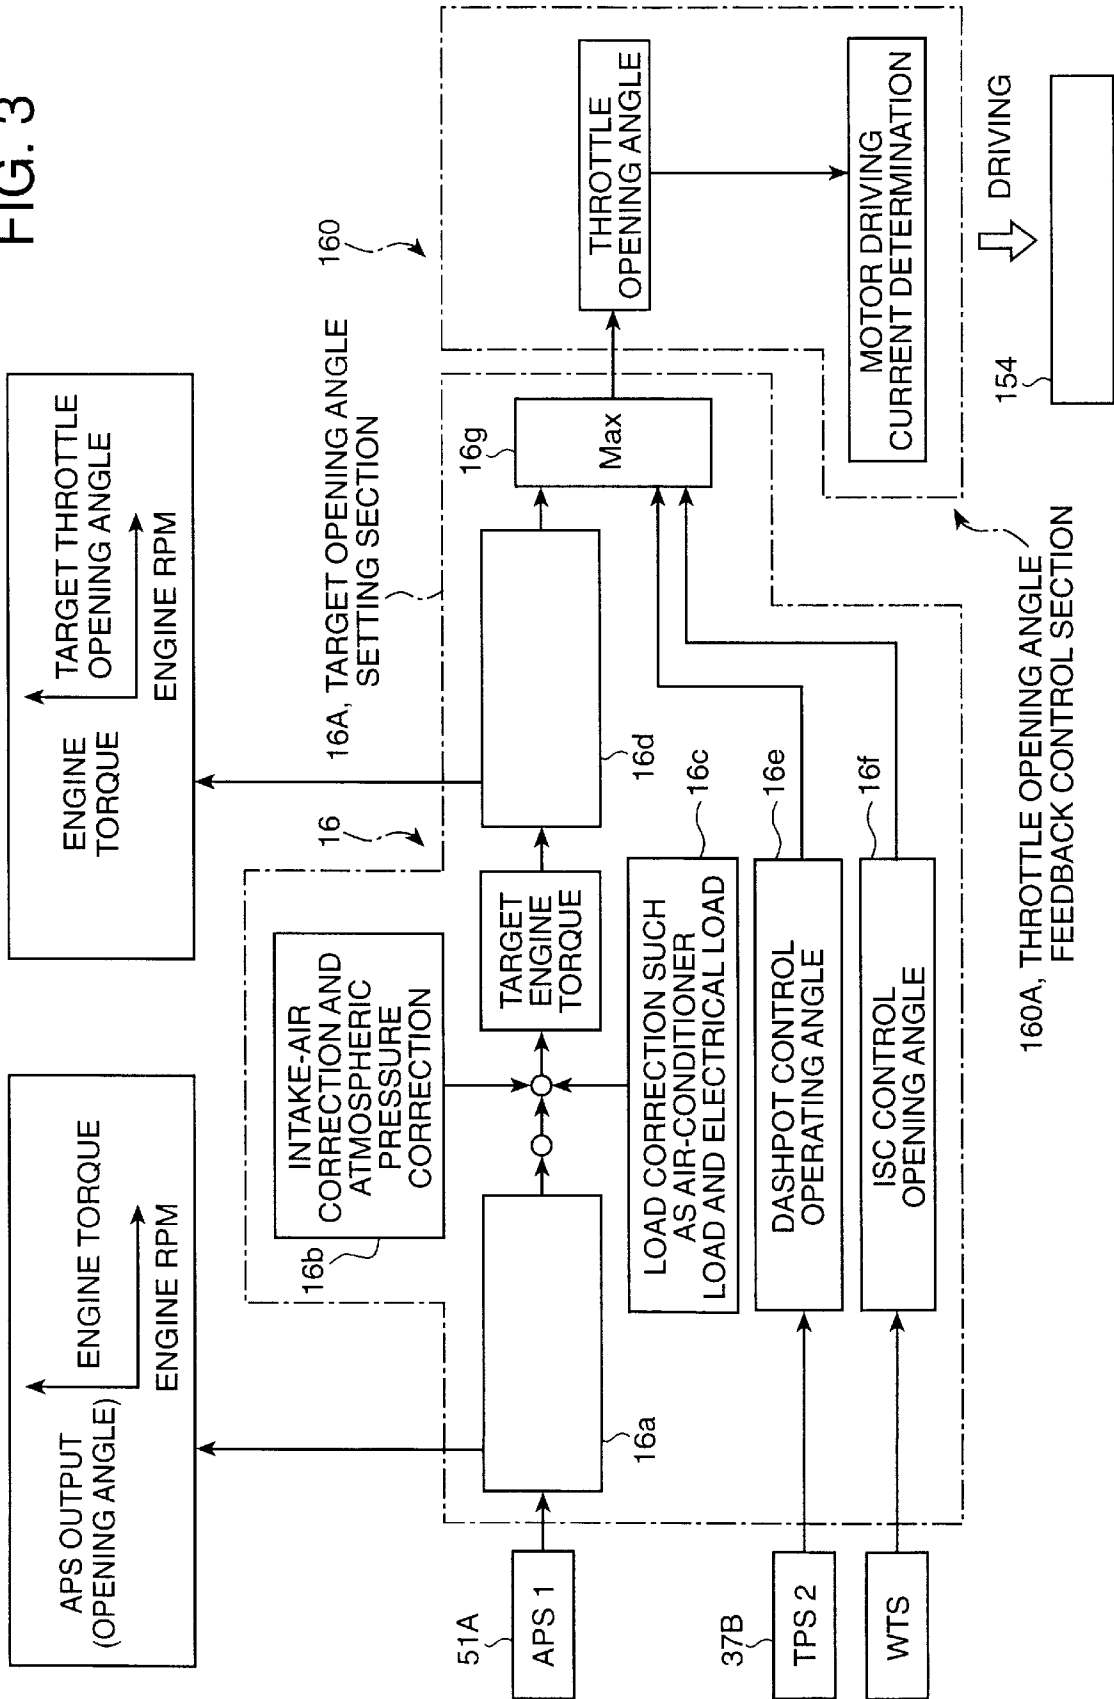 FIG. 3
APS OUTPUT
(OPENING ANGLE)
ENGINE TORQUE
ENGINE RPM
ENGINE
TORQUE
TARGET THROTTLE
OPENING ANGLE
ENGINE RPM
16A, TARGET OPENING ANGLE
SETTING SECTION
160
16
16b
INTAKE-AIR
CORRECTION AND
ATMOSPHERIC
PRESSURE
CORRECTION
51A
APS 1
16a
TARGET
ENGINE
TORQUE
16d
16g
Max
THROTTLE
OPENING ANGLE
LOAD CORRECTION SUCH
AS AIR-CONDITIONER
LOAD AND ELECTRICAL LOAD
16c
37B
TPS 2
DASHPOT CONTROL
OPERATING ANGLE
16e
WTS
ISC CONTROL
OPENING ANGLE
16f
MOTOR DRIVING
CURRENT DETERMINATION
160A, THROTTLE OPENING ANGLE
FEEDBACK CONTROL SECTION
DRIVING
154